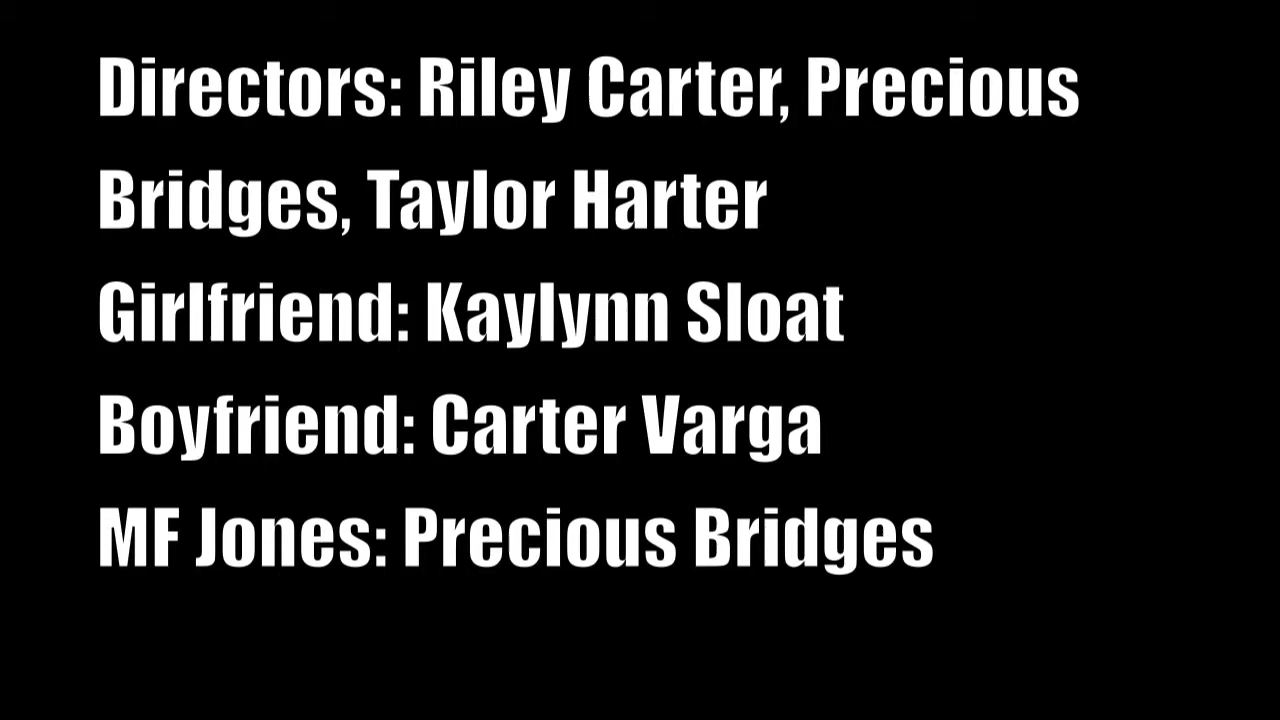 Directors: Riley Carter, Precious
Bridges, Taylor Harter
Girlfriend: Kaylynn Sloat
Boyfriend: Carter Varga
MF Jones: Precious Bridges